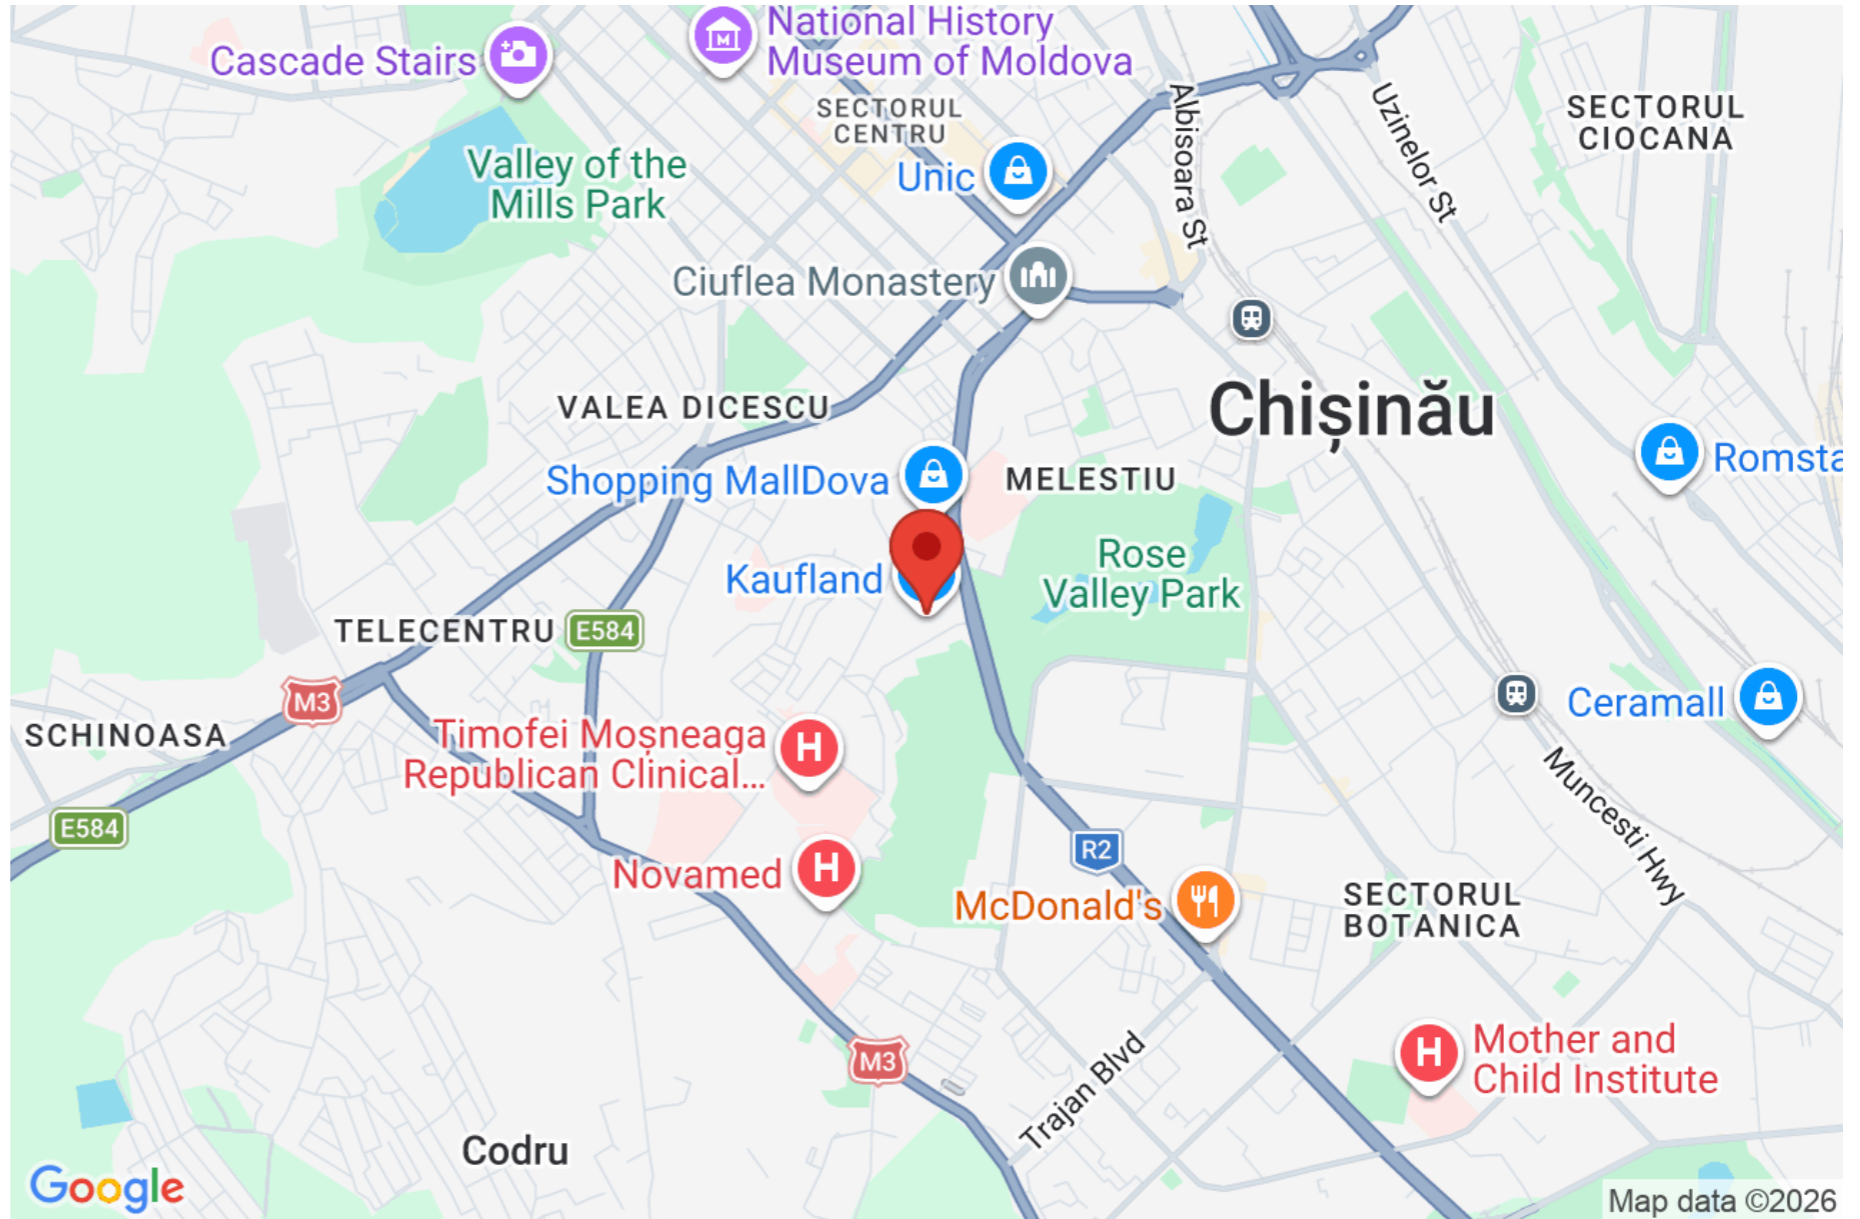 National History
Museum of Moldova
Cascade Stairs
SECTORUL
CENTRU
Albisoara St
Uzinelor St
SECTORUL
CIOCANA
Valley of the
Mills Park
Unic
Ciuflea Monastery
Chișinău
VALEA DICESCU
Shopping MallDova
MELESTIU
Romsta
Rose
Valley Park
Kaufland
TELECENTRU
E584
M3
SCHINOASA
Timofei Moșneaga
Republican Clinical...
H
Ceramall
Muncesti Hwy
E584
R2
Novamed
H
McDonald's
SECTORUL
BOTANICA
M3
Trajan Blvd
H
Mother and
Child Institute
Codru
Google
Map data ©2026